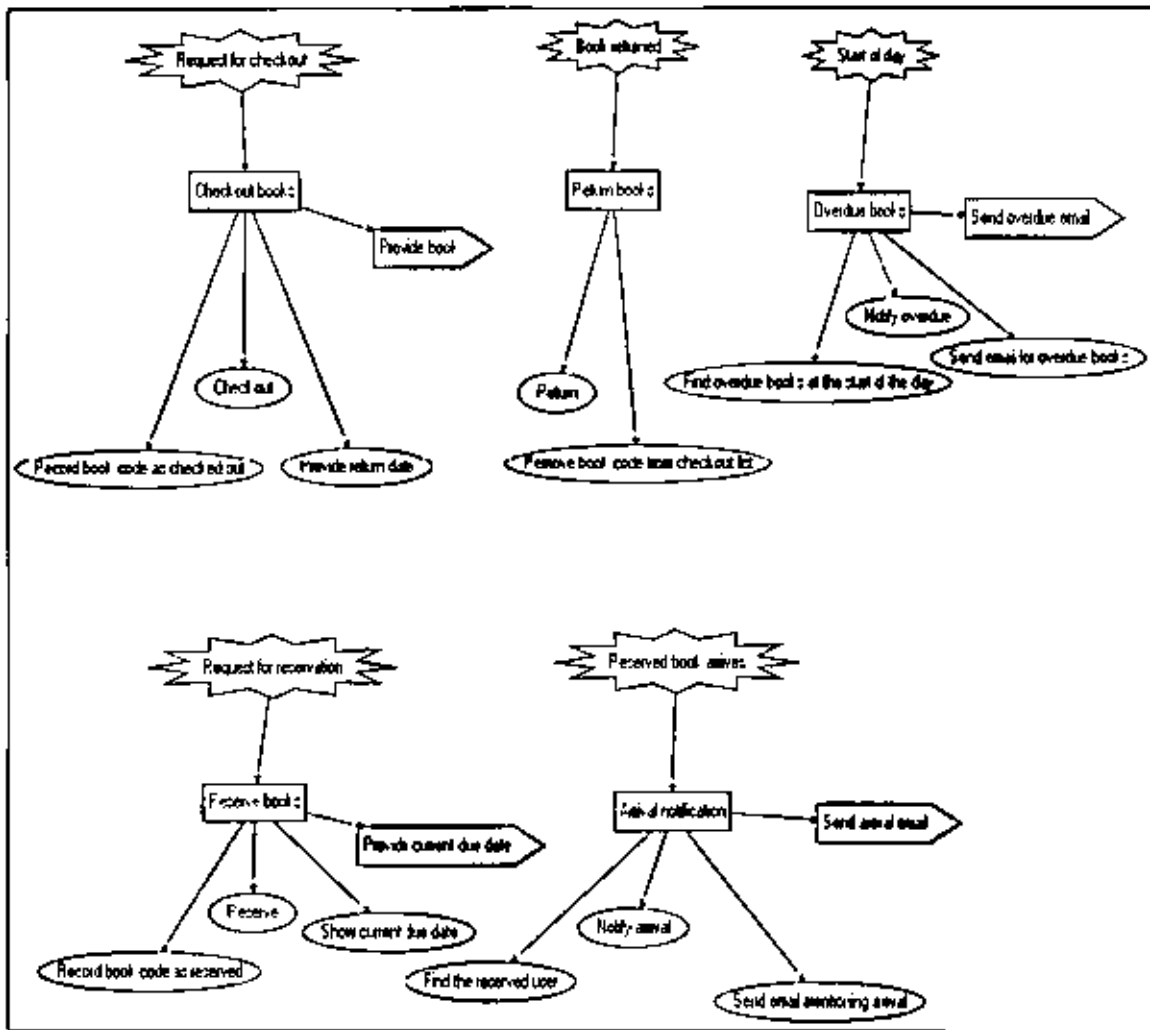 Request for checkout
Book returned
Start of day
Checkout books
Return books
Overdue books
Send overdue email
Provide book
Notify overdue
Send email for overdue books
Check out
Return
Find overdue books at the start of the day
Record book code as checked out
Provide return date
Remove book code from checkout list
Request for reservation
Reserved book arrives
Reserve books
Arrival notification
Send arrival email
Provide current due date
Reserve
Notify arrival
Show current due date
Record book code as reserved
Find the reserved user
Send email mentioning arrival